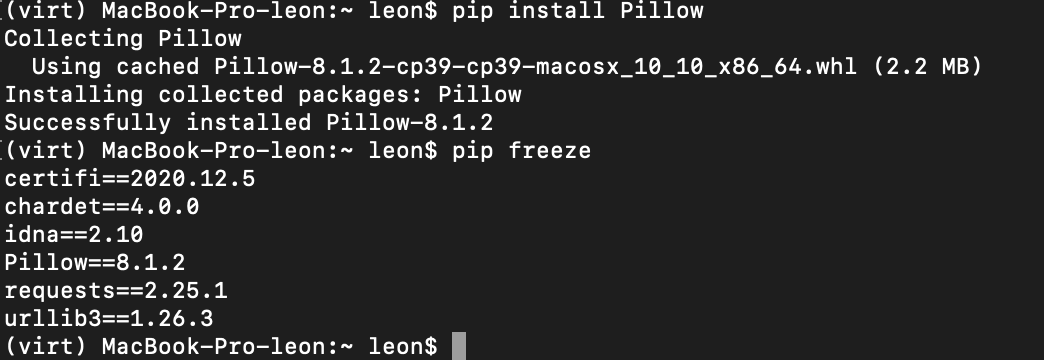 (virt) MacBook-Pro-leon:~ leon$ pip install Pillow
Collecting Pillow
  Using cached Pillow-8.1.2-cp39-cp39-macosx_10_10_x86_64.whl (2.2 MB)
Installing collected packages: Pillow
Successfully installed Pillow-8.1.2
(virt) MacBook-Pro-leon:~ leon$ pip freeze
certifi==2020.12.5
chardet==4.0.0
idna==2.10
Pillow==8.1.2
requests==2.25.1
urllib3==1.26.3
(virt) MacBook-Pro-leon:~ leon$